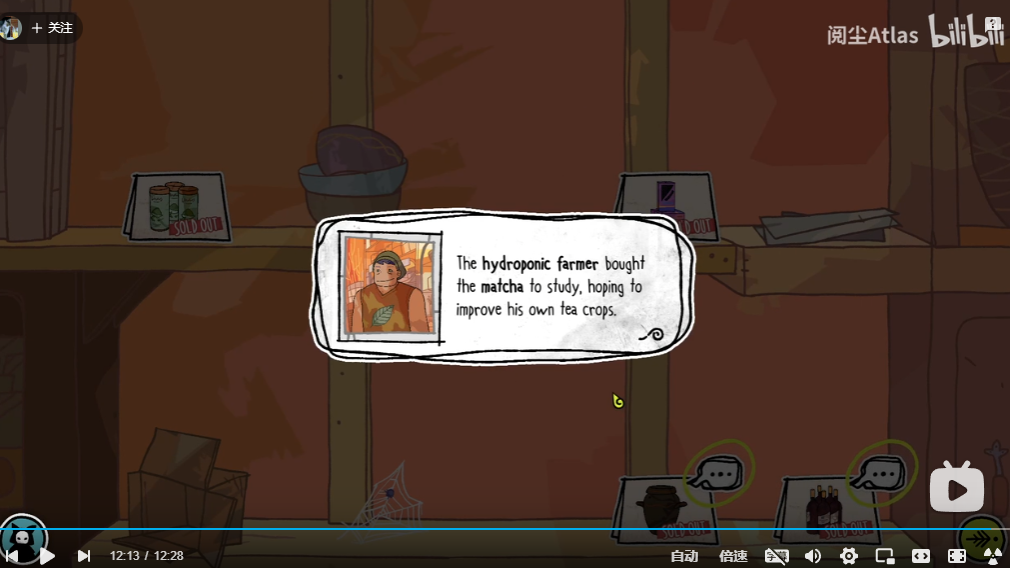 + 关注
阅尘Atlas bilibili
SOLD OUT
SOLD OUT
The hydroponic farmer bought
the matcha to study, hoping to
improve his own tea crops.
SOLD OUT
SOLD OUT
12:13 / 12:28
自动
倍速